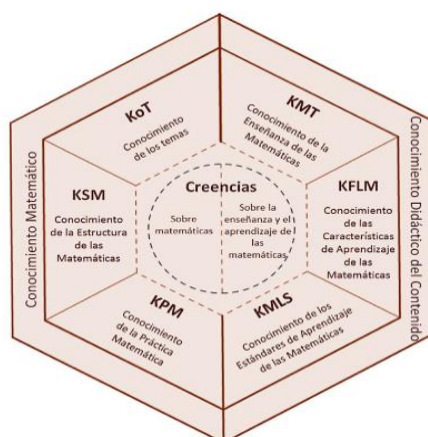 KoT
Conocimiento
de los temas
KMT
Conocimiento de la
Enseñanza de las
Matemáticas
Conocimiento Matemático
KSM
Conocimiento
de la Estructura
de las
Matemáticas
Creencias
Sobre
matemáticas
Sobre la
enseñanza y el
aprendizaje de
las
matemáticas
KFLM
Conocimiento
de las
Características
de Aprendizaje
de las
Matemáticas
Conocimiento Didáctico del Contenido
KPM
Conocimiento
de la Práctica
Matemática
KMLS
Conocimiento de los
Estándares de Aprendizaje
de las Matemáticas